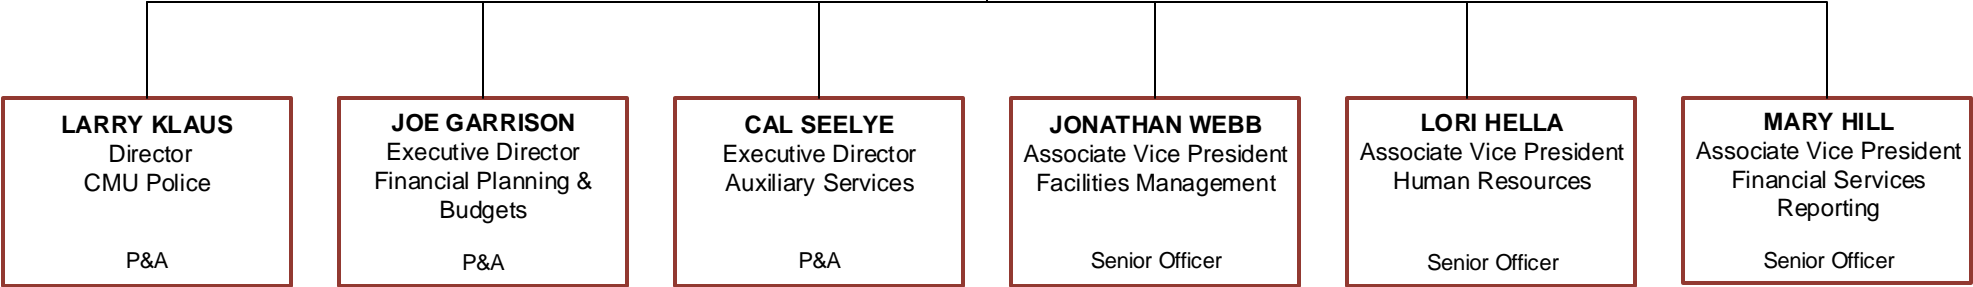 LARRY KLAUS
Director
CMU Police
P&A
JOE GARRISON
Executive Director
Financial Planning &
Budgets
P&A
CAL SEELYE
Executive Director
Auxiliary Services
P&A
JONATHAN WEBB
Associate Vice President
Facilities Management
Senior Officer
LORI HELLA
Associate Vice President
Human Resources
Senior Officer
MARY HILL
Associate Vice President
Financial Services
Reporting
Senior Officer